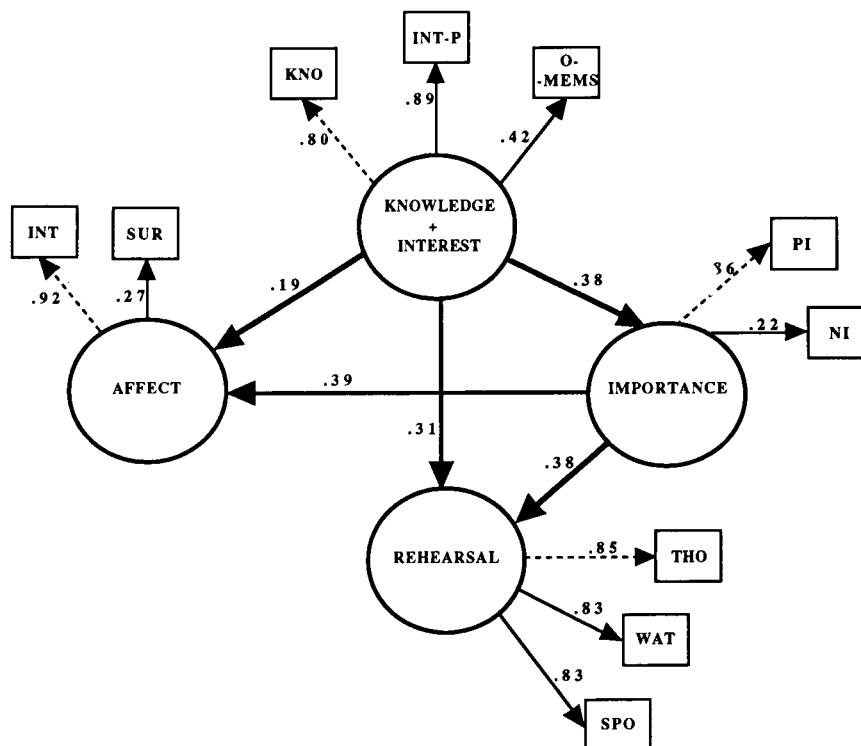 INT-P
KNO
O-
-MEMS
.89
.80
.42
KNOWLEDGE
+
INTEREST
INT
SUR
PI
.92
.27
.19
.38
.22
NI
AFFECT
.39
IMPORTANCE
.31
.38
REHEARSAL
.85
THO
.83
WAT
.83
SPO